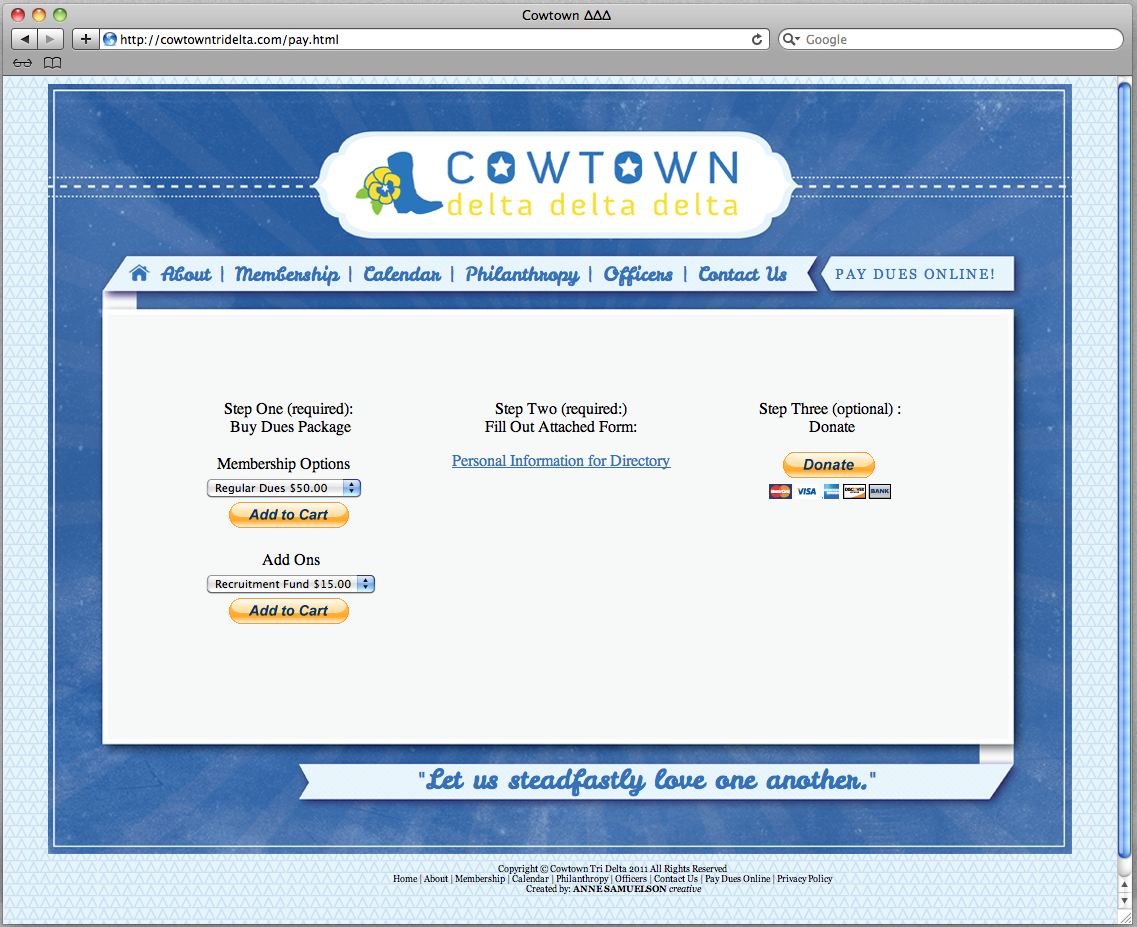 Cowtown ΔΔΔ
http://cowtowntridelta.com/pay.html
Google
COWTOWN
delta delta delta
About | Membership | Calendar | Philanthropy | Officers | Contact Us
PAY DUES ONLINE!
Step One (required):
Buy Dues Package
Membership Options
Regular Dues $50.00
Add to Cart
Add Ons
Recruitment Fund $15.00
Add to Cart
Step Two (required:)
Fill Out Attached Form:
Personal Information for Directory
Step Three (optional) :
Donate
Donate
MasterCard VISA DISCOVER BANK
"Let us steadfastly love one another."
Copyright © Cowtown Tri Delta 2011 All Rights Reserved
Home | About | Membership | Calendar | Philanthropy | Officers | Contact Us | Pay Dues Online | Privacy Policy
Created by: ANNE SAMUELSON creative